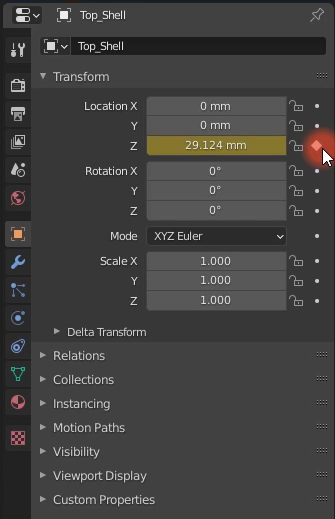 Top_Shell
Top_Shell
Transform
Location X 0 mm
Y 0 mm
Z 29.124 mm
Rotation X 0°
Y 0°
Z 0°
Mode XYZ Euler
Scale X 1.000
Y 1.000
Z 1.000
Delta Transform
Relations
Collections
Instancing
Motion Paths
Visibility
Viewport Display
Custom Properties